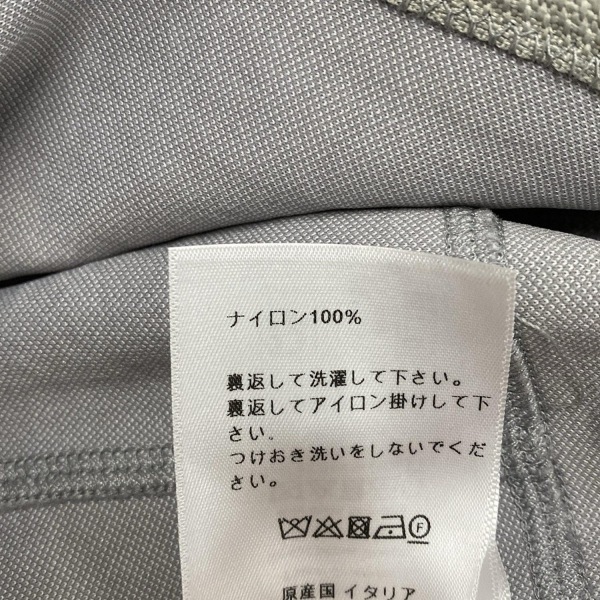 ナイロン100%
裏返して洗濯して下さい。
裏返してアイロン掛けして下
さい。
つけおき洗いをしないでくだ
さい。
F
原産国 イタリア